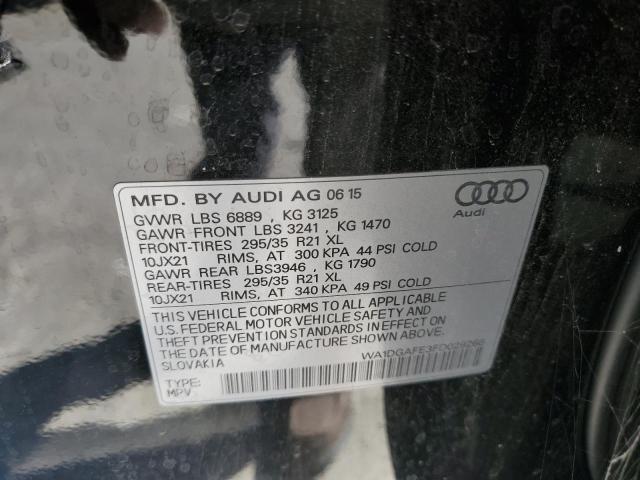 MFD. BY AUDI AG 06 15
GVWR LBS 6889 , KG 3125
GAWR FRONT LBS 3241 , KG 1470
FRONT-TIRES 295/35 R21 XL
10JX21 RIMS, AT 300 KPA 44 PSI COLD
GAWR REAR LBS3946 , KG 1790
REAR-TIRES 295/35 R21 XL
10JX21 RIMS, AT 340 KPA 49 PSI COLD
THIS VEHICLE CONFORMS TO ALL APPLICABLE
U.S. FEDERAL MOTOR VEHICLE SAFETY AND
THEFT PREVENTION STANDARDS IN EFFECT ON
THE DATE OF MANUFACTURE SHOWN ABOVE.
SLOVAKIA
WA1DGAFE3FD029266
TYPE:
MPV
Audi